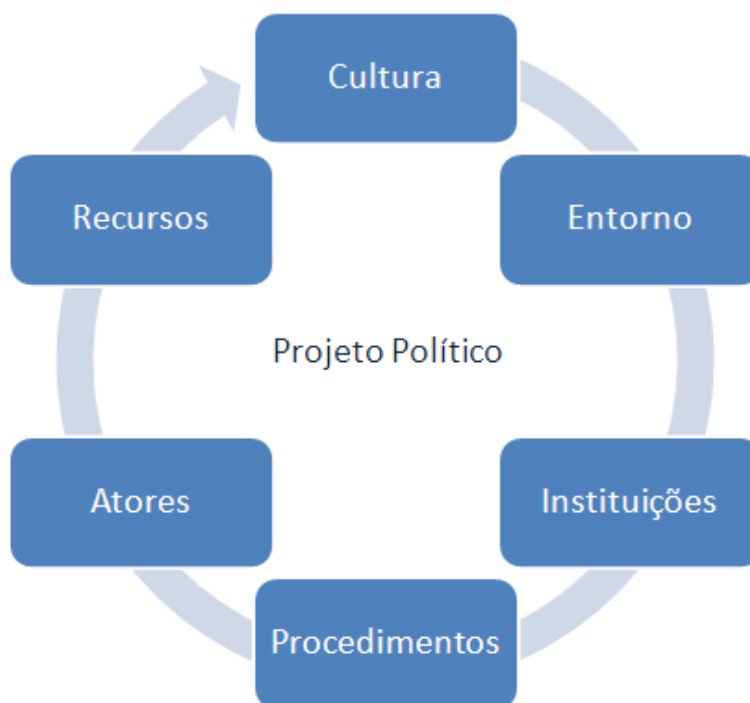 Cultura
Entorno
Instituições
Procedimentos
Atores
Recursos
Projeto Político